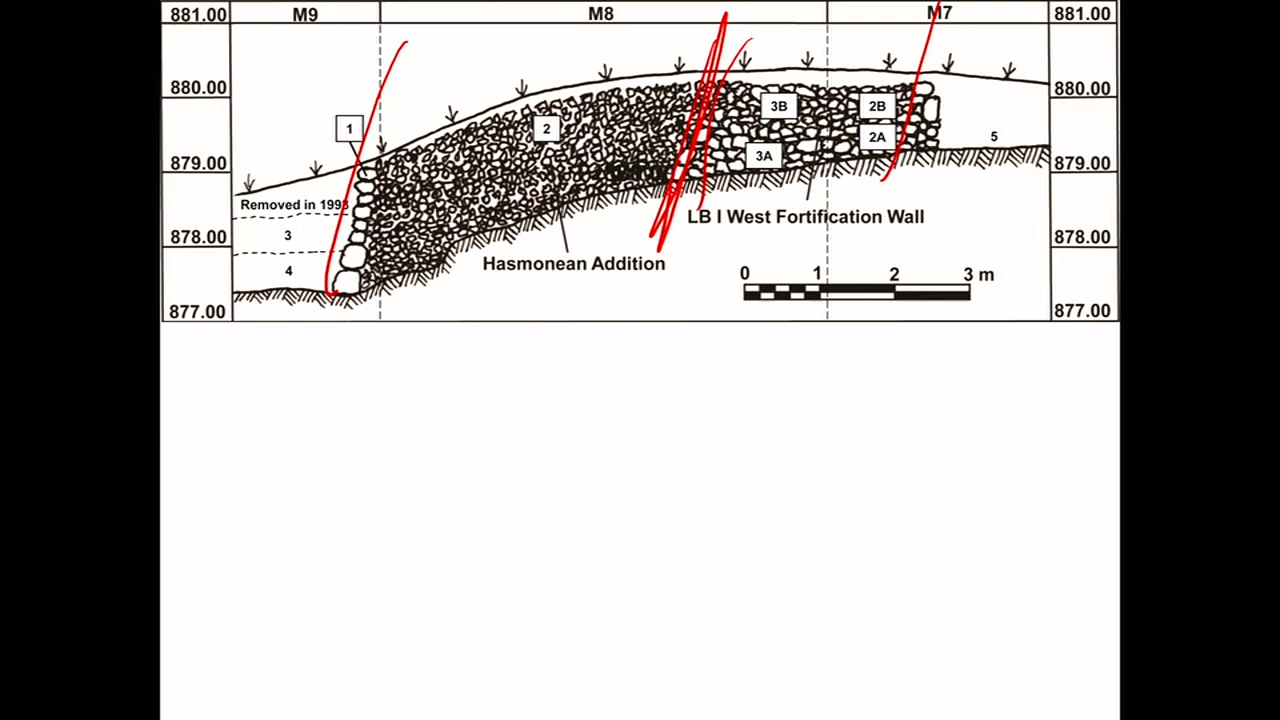 881.00 M9 M8 M7 881.00
880.00 880.00
1 2 3B 2B
3A 2A 5
879.00 879.00
Removed in 1993
3
LB I West Fortification Wall
878.00 878.00
4
Hasmonean Addition
0 1 2 3 m
877.00 877.00